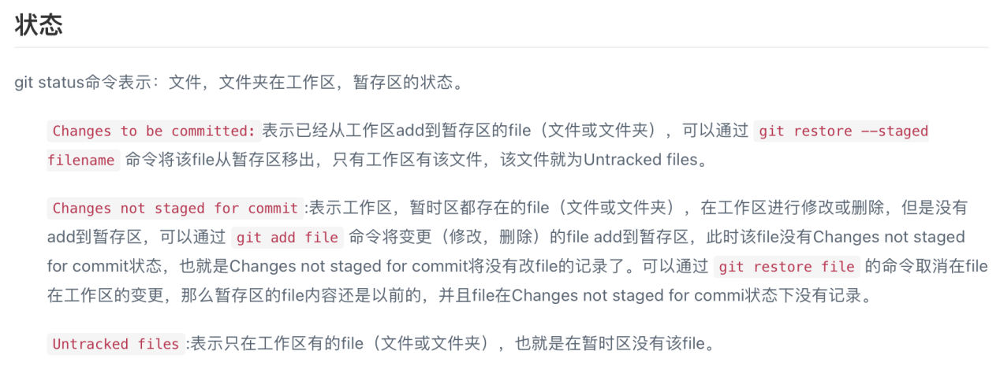 状态
git status命令表示：文件，文件夹在工作区，暂存区的状态。
Changes to be committed:表示已经从工作区add到暂存区的file（文件或文件夹），可以通过 git restore --staged
filename 命令将该file从暂存区移出，只有工作区有该文件，该文件就为Untracked files。
Changes not staged for commit:表示工作区，暂时区都存在的file（文件或文件夹），在工作区进行修改或删除，但是没有
add到暂存区，可以通过 git add file 命令将变更（修改，删除）的file add到暂存区，此时该file没有Changes not staged
for commit状态，也就是Changes not staged for commit将没有改file的记录了。可以通过 git restore file 的命令取消在file
在工作区的变更，那么暂存区的file内容还是以前的，并且file在Changes not staged for commi状态下没有记录。
Untracked files:表示只在工作区有的file（文件或文件夹），也就是在暂时区没有该file。